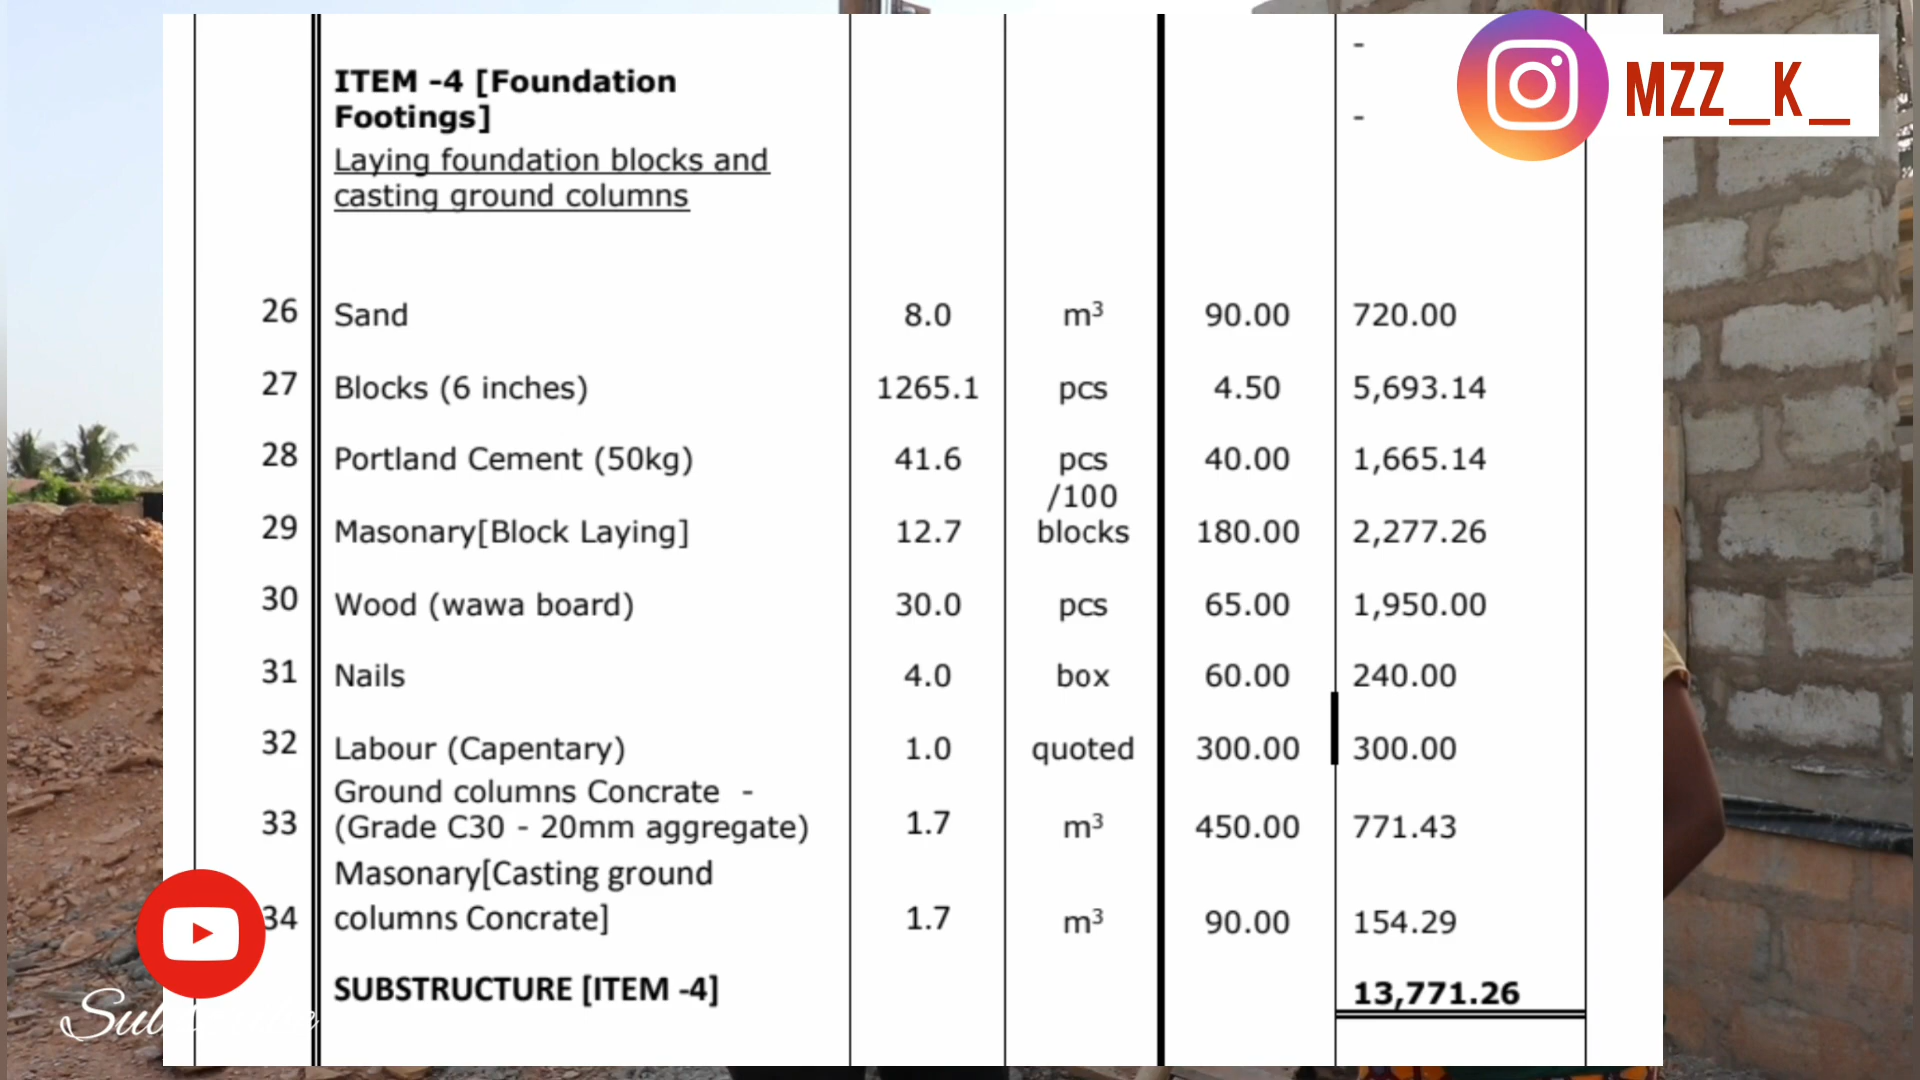 MZZ_K_
-
ITEM -4 [Foundation
Footings]
-
Laying foundation blocks and
casting ground columns
26 Sand 8.0 m³ 90.00 720.00
27 Blocks (6 inches) 1265.1 pcs 4.50 5,693.14
28 Portland Cement (50kg) 41.6 pcs 40.00 1,665.14
/100
29 Masonary[Block Laying] 12.7 blocks 180.00 2,277.26
30 Wood (wawa board) 30.0 pcs 65.00 1,950.00
31 Nails 4.0 box 60.00 240.00
32 Labour (Capentary) 1.0 quoted 300.00 300.00
Ground columns Concrate -
33 (Grade C30 - 20mm aggregate) 1.7 m³ 450.00 771.43
Masonary[Casting ground
34 columns Concrate] 1.7 m³ 90.00 154.29
SUBSTRUCTURE [ITEM -4] 13,771.26